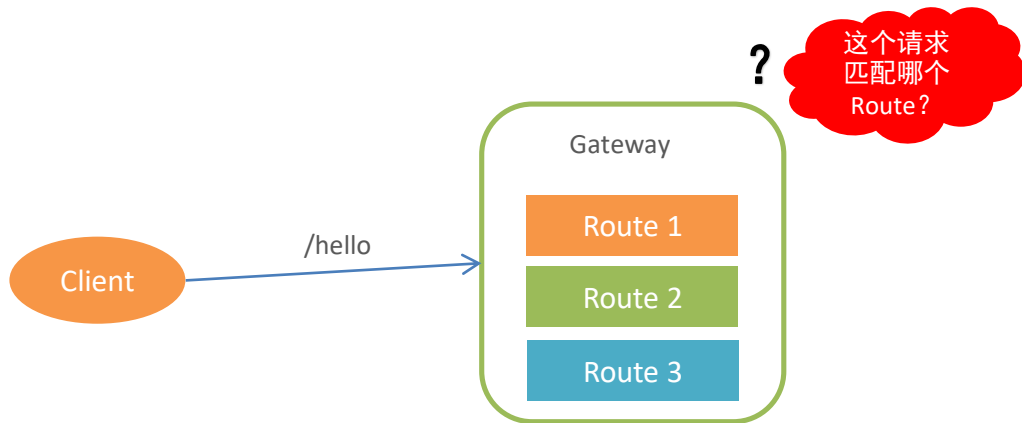 ?
这个请求
匹配哪个
Route?
Gateway
Route 1
/hello
Client
Route 2
Route 3